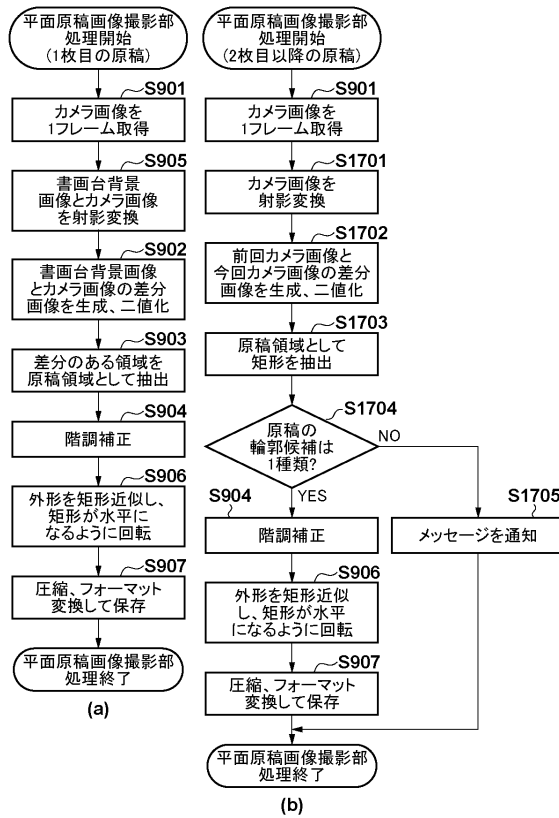 平面原稿画像撮影部
処理開始
(1枚目の原稿)
S901
カメラ画像を
1フレーム取得
S905
書画台背景
画像とカメラ画像
を射影変換
S902
書画台背景画像
とカメラ画像の差分
画像を生成、二値化
S903
差分のある領域を
原稿領域として抽出
S904
階調補正
S906
外形を矩形近似し、
矩形が水平に
なるように回転
S907
圧縮、フォーマット
変換して保存
平面原稿画像撮影部
処理終了
(a)
平面原稿画像撮影部
処理開始
(2枚目以降の原稿)
S901
カメラ画像を
1フレーム取得
S1701
カメラ画像を
射影変換
S1702
前回カメラ画像と
今回カメラ画像の差分
画像を生成、二値化
S1703
原稿領域として
矩形を抽出
S1704
原稿の
輪郭候補は
1種類?
NO
YES
S904
階調補正
S1705
メッセージを通知
S906
外形を矩形近似
し、矩形が水平
になるように回転
S907
圧縮、フォーマット
変換して保存
平面原稿画像撮影部
処理終了
(b)